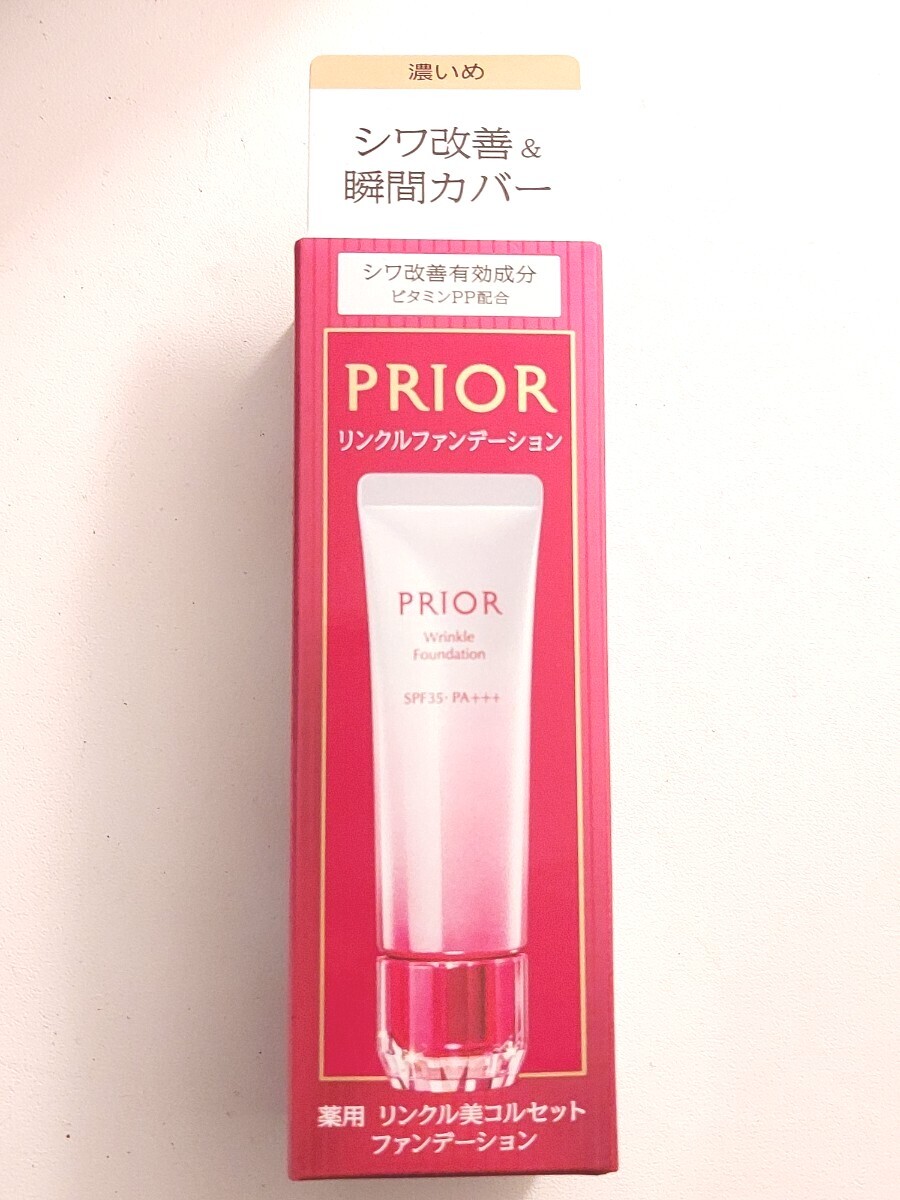 濃いめ
シワ改善&
瞬間カバー
シワ改善有効成分
ビタミンPP配合
PRIOR
リンクルファンデーション
PRIOR
Wrinkle
Foundation
SPF35・PA+++
薬用 リンクル美コルセット
ファンデーション